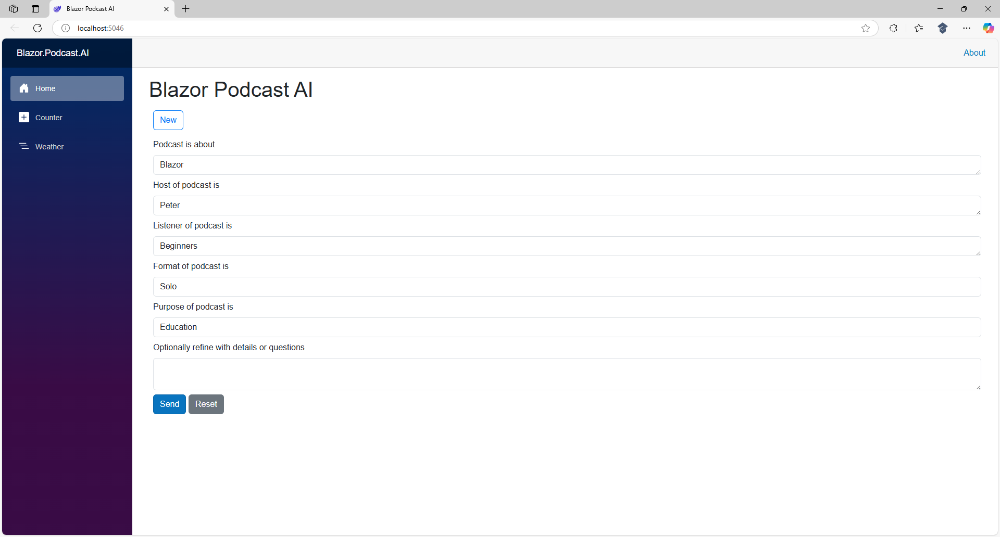 Blazor Podcast AI
localhost:5046
Blazor.Podcast.AI
About
Home
Counter
Weather
Blazor Podcast AI
New
Podcast is about
Blazor
Host of podcast is
Peter
Listener of podcast is
Beginners
Format of podcast is
Solo
Purpose of podcast is
Education
Optionally refine with details or questions
Send Reset